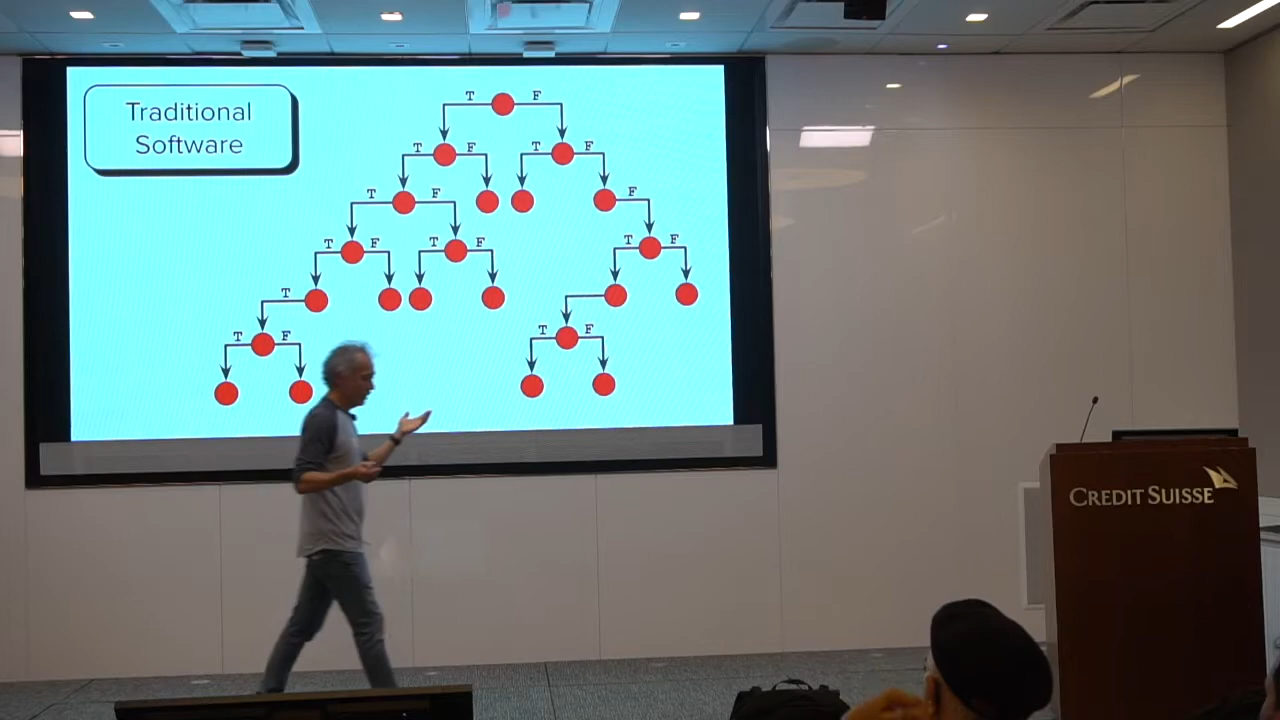 Traditional
Software
T F
T F T F
T F F
T F T F T F
T
T F T F
CREDIT SUISSE